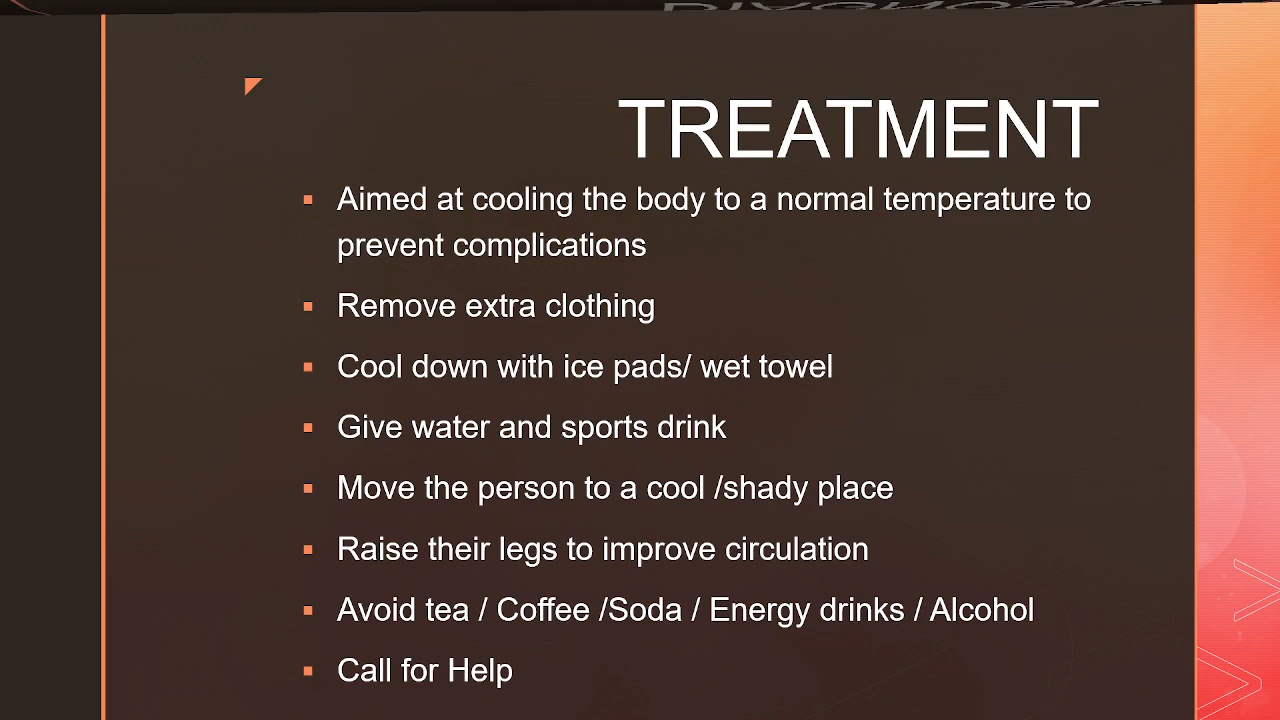 DIAGNOSIS
TREATMENT
▪ Aimed at cooling the body to a normal temperature to
prevent complications
▪ Remove extra clothing
▪ Cool down with ice pads/ wet towel
▪ Give water and sports drink
▪ Move the person to a cool /shady place
▪ Raise their legs to improve circulation
▪ Avoid tea / Coffee /Soda / Energy drinks / Alcohol
▪ Call for Help